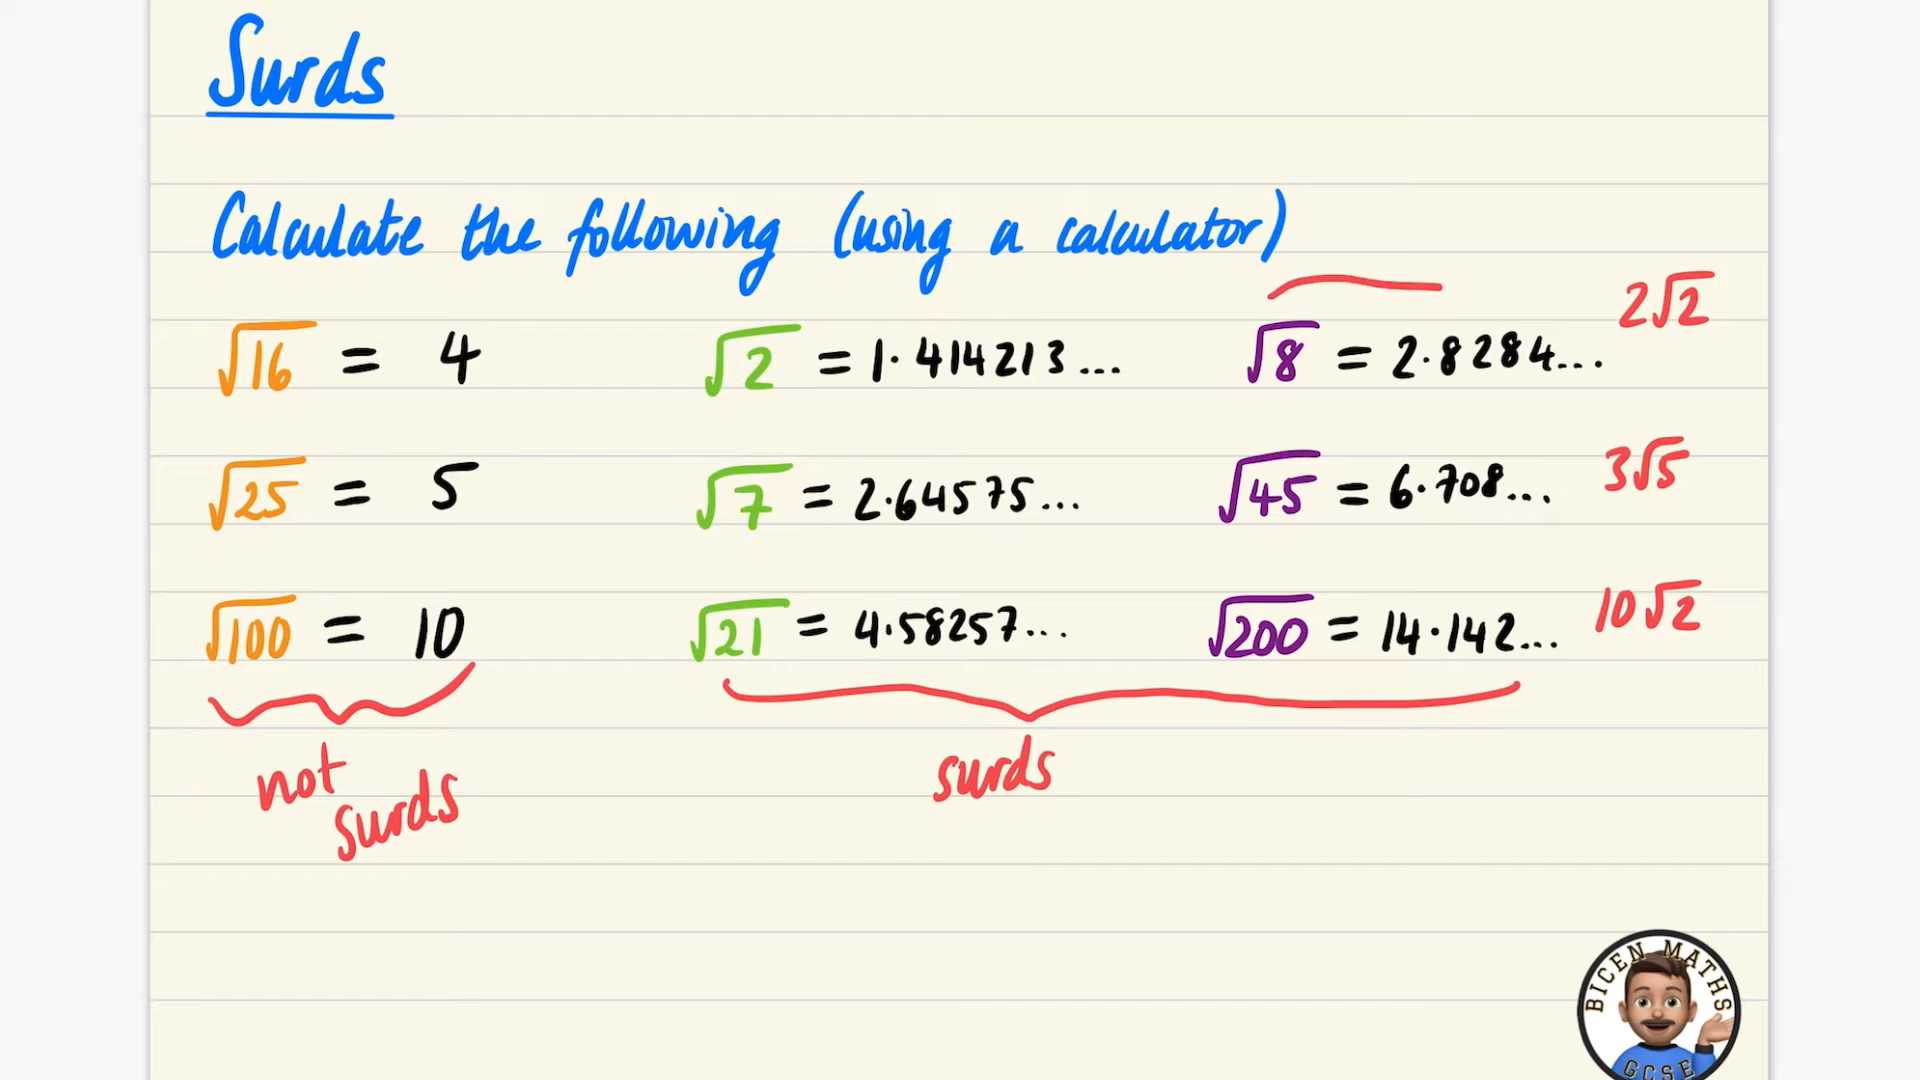 Surds
Calculate the following (using a calculator)
2√2
√16 = 4 √2 = 1.414213... √8 = 2.8284...
3√5
√25 = 5 √7 = 2.64575... √45 = 6.708...
10√2
√100 = 10 √21 = 4.58257... √200 = 14.142...
not surds
surds
BICEN MATHS
GCSE